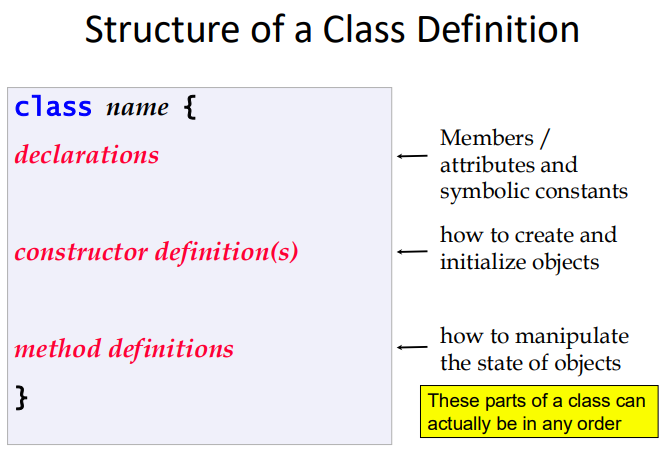 Structure of a Class Definition
class name {
declarations
Members /
attributes and
symbolic constants
constructor definition(s)
how to create and
initialize objects
method definitions
how to manipulate
the state of objects
}
These parts of a class can
actually be in any order